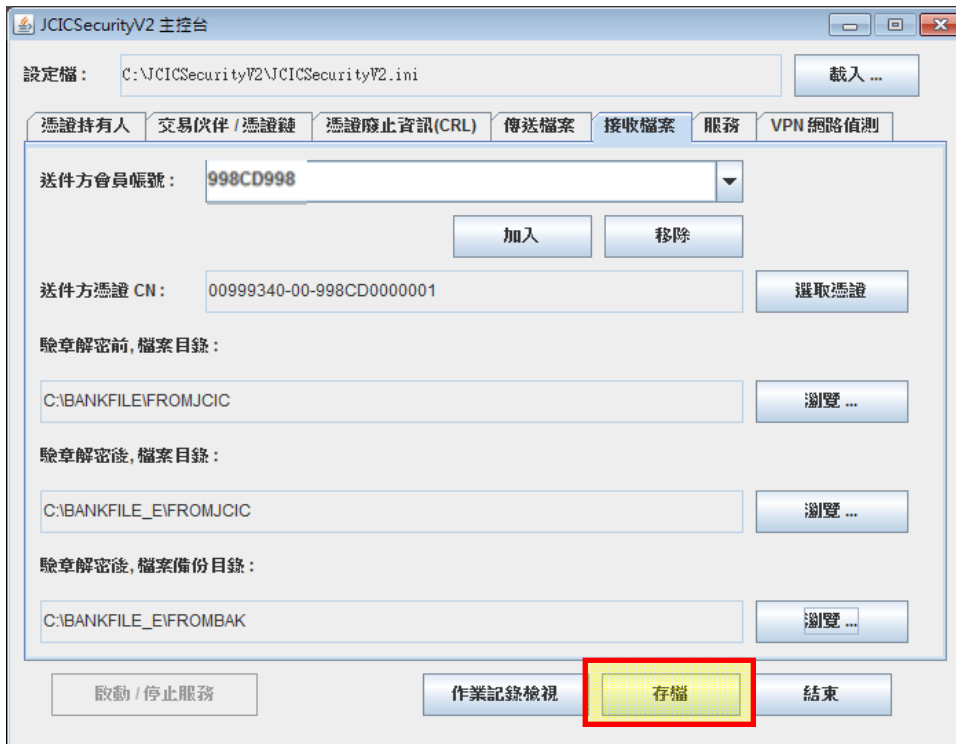 JCICSecurityV2 主控台
設定檔： C:\JCICSecurityV2\JCICSecurityV2.ini 載入 ...
憑證持有人 交易伙伴 / 憑證鏈 憑證廢止資訊(CRL) 傳送檔案 接收檔案 服務 VPN 網路偵測
送件方會員帳號： 998CD998
加入 移除
送件方憑證 CN： 00999340-00-998CD0000001 選取憑證
驗章解密前, 檔案目錄：
C:\BANKFILE\FROMJCIC 瀏覽 ...
驗章解密後, 檔案目錄：
C:\BANKFILE_E\FROMJCIC 瀏覽 ...
驗章解密後, 檔案備份目錄：
C:\BANKFILE_E\FROMBAK 瀏覽 ...
啟動 / 停止服務 作業記錄檢視 存檔 結束